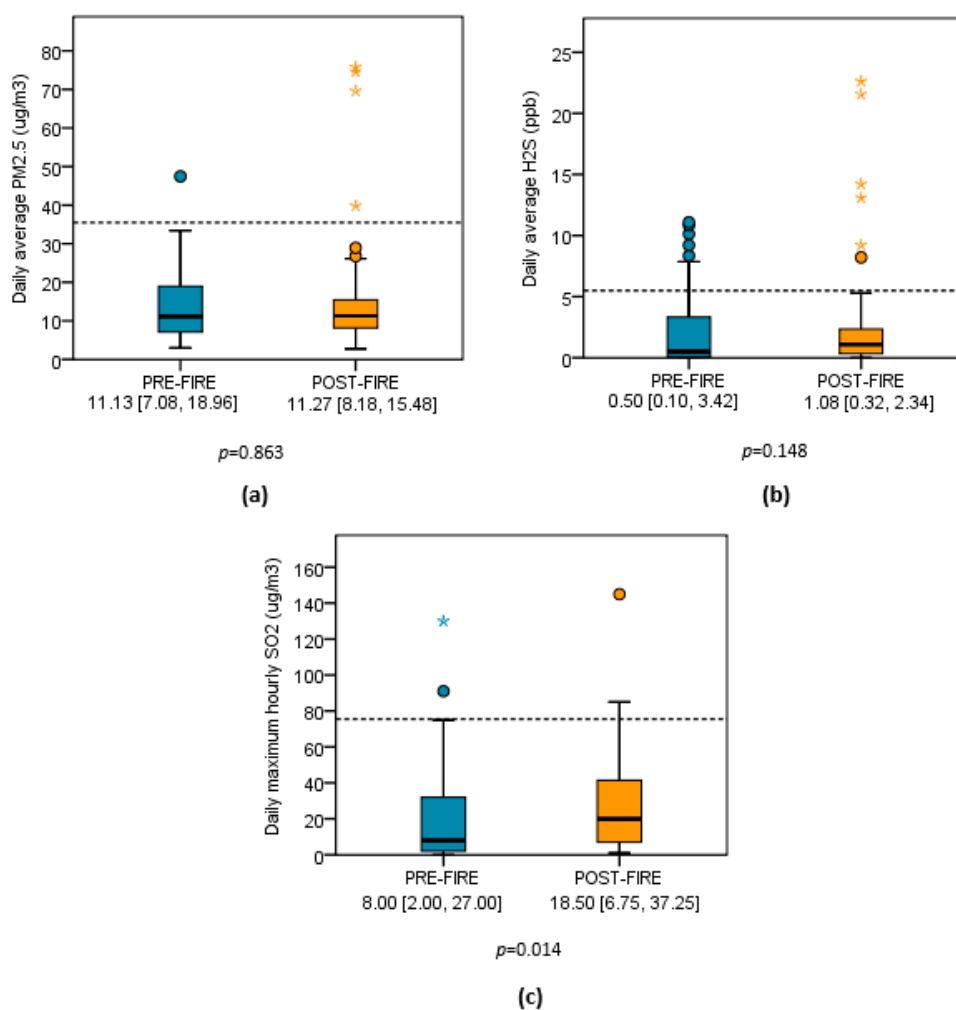 Daily average PM2.5 (ug/m3)
80
70
60
50
40
30
20
10
0
PRE-FIRE POST-FIRE
11.13 [7.08, 18.96] 11.27 [8.18, 15.48]
p=0.863
(a)
Daily average H2S (ppb)
25
20
15
10
5
0
PRE-FIRE POST-FIRE
0.50 [0.10, 3.42] 1.08 [0.32, 2.34]
p=0.148
(b)
Daily maximum hourly SO2 (ug/m3)
160
140
120
100
80
60
40
20
0
PRE-FIRE POST-FIRE
8.00 [2.00, 27.00] 18.50 [6.75, 37.25]
p=0.014
(c)